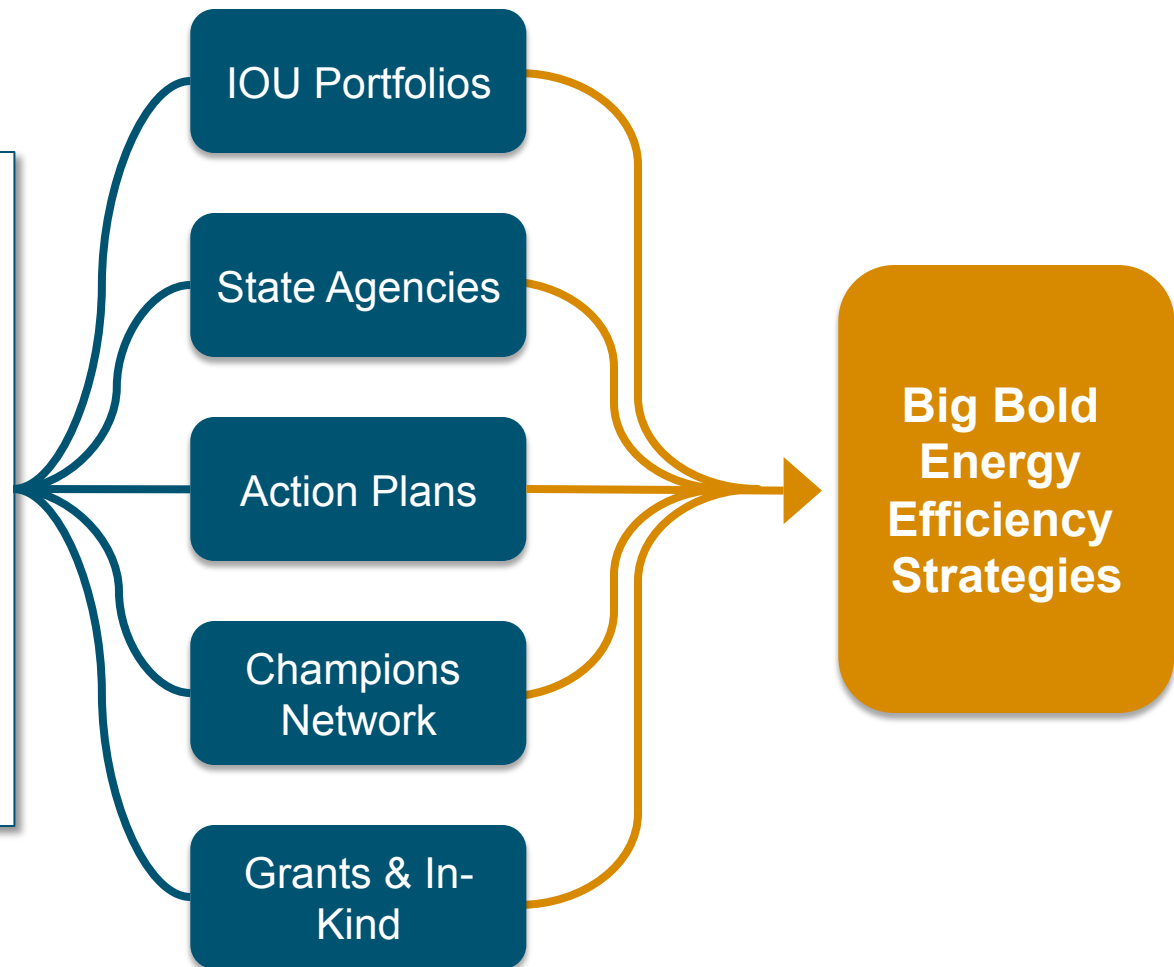 IOU Portfolios
State Agencies
Action Plans
Champions
Network
Grants & In-
Kind
Big Bold
Energy
Efficiency
Strategies